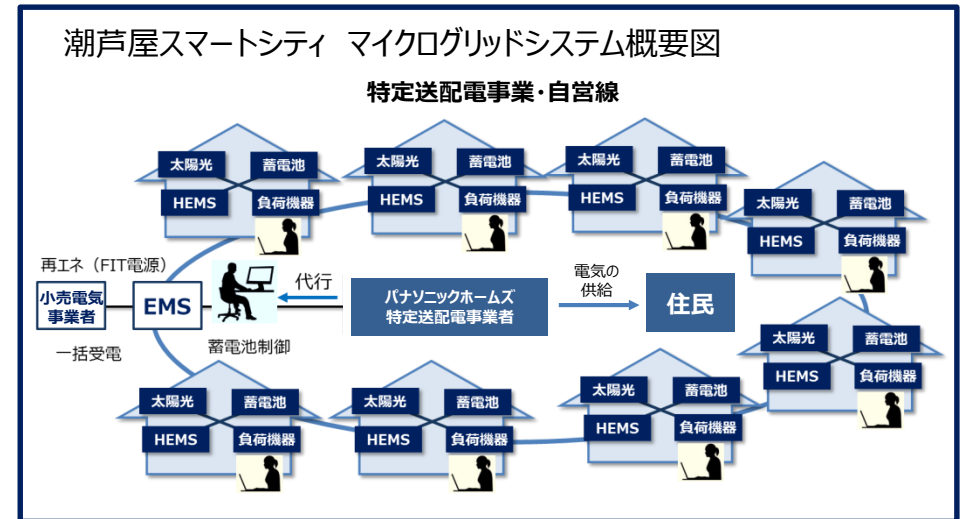 潮芦屋スマートシティ マイクログリッドシステム概要図
特定送配電事業・自営線
太陽光 蓄電池
HEMS 負荷機器
太陽光 蓄電池
HEMS 負荷機器
太陽光 蓄電池
HEMS 負荷機器
太陽光 蓄電池
HEMS 負荷機器
再エネ（FIT電源）
小売電気
事業者
一括受電
EMS
蓄電池制御
代行
パナソニックホームズ
特定送配電事業者
電気の
供給
住民
太陽光 蓄電池
HEMS 負荷機器
太陽光 蓄電池
HEMS 負荷機器
太陽光 蓄電池
HEMS 負荷機器
太陽光 蓄電池
HEMS 負荷機器